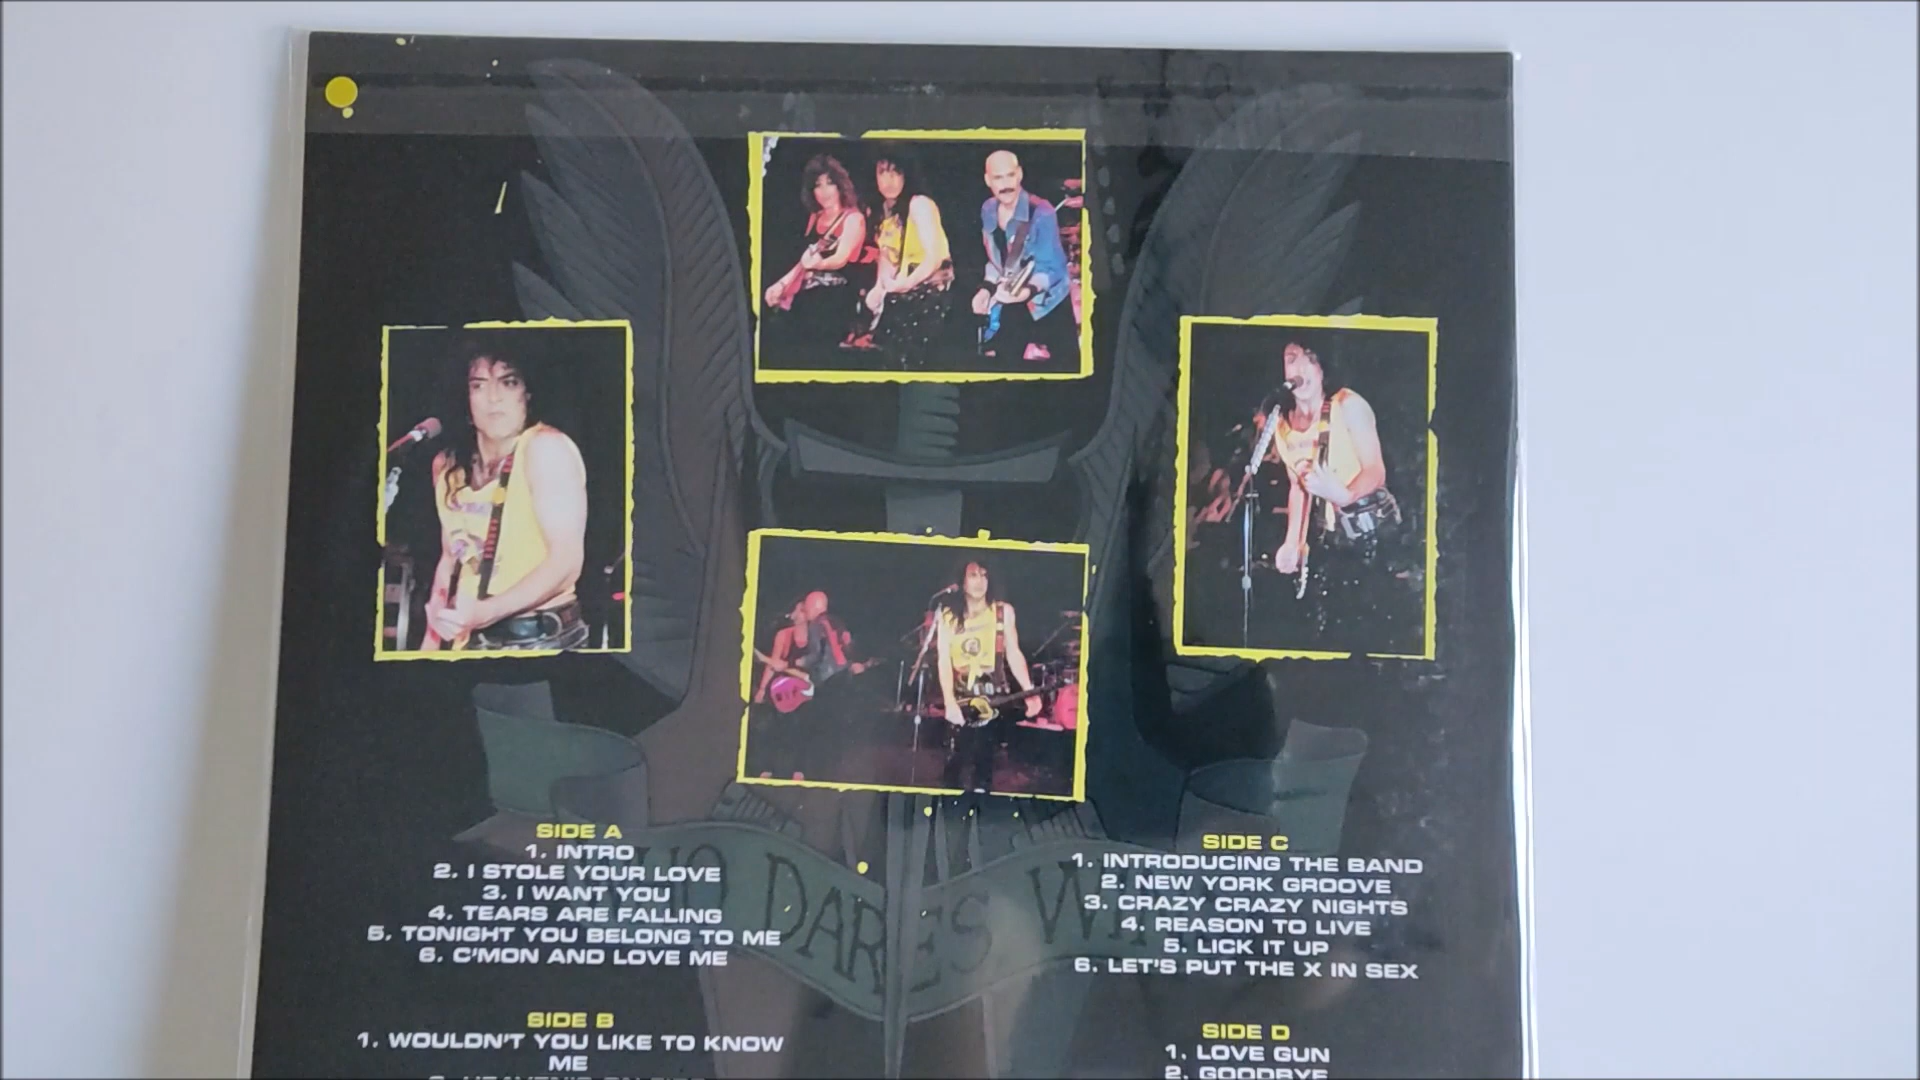 SIDE A
1. INTRO
2. I STOLE YOUR LOVE
3. I WANT YOU
4. TEARS ARE FALLING
5. TONIGHT YOU BELONG TO ME
6. C'MON AND LOVE ME
SIDE B
1. WOULDN'T YOU LIKE TO KNOW
ME
SIDE C
1. INTRODUCING THE BAND
2. NEW YORK GROOVE
3. CRAZY CRAZY NIGHTS
4. REASON TO LIVE
5. LICK IT UP
6. LET'S PUT THE X IN SEX
SIDE D
1. LOVE GUN
2. GOODBYE
DARES